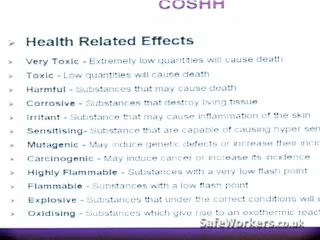 COSHH
Health Related Effects
Very Toxic - Extremely low quantities will cause death
Toxic - Low quantities will cause death
Harmful - Substances that may cause death
Corrosive - Substances that destroy living tissue
Irritant - Substance that may cause inflammation of the skin
Sensitising- Substance that are capable of causing hyper sen
Mutagenic - May induce genetic defects or increase their inci
Carcinogenic - May induce cancer or increase its incidence
Highly Flammable - Substances with a very low flash point
Flammable - Substances with a low flash point
Explosive - Substances that under the correct conditions will
Oxidising - Substances which give rise to an exothermic reac
SafeWorkers.co.uk